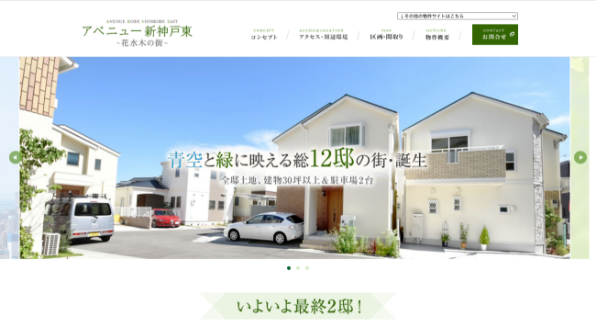 ↓その他の物件サイトはこちら
AVENUE KOBE SHINKOBE EAST
アベニュー新神戸東
~花水木の街~
CONCEPT
コンセプト
ACCESS&LOCATION
アクセス・周辺環境
PLAN
区画・間取り
OUTLINE
物件概要
CONTACT
お問合せ
青空と緑に映える総12邸の街・誕生
全邸土地、建物30坪以上&駐車場2台
いよいよ最終2邸!